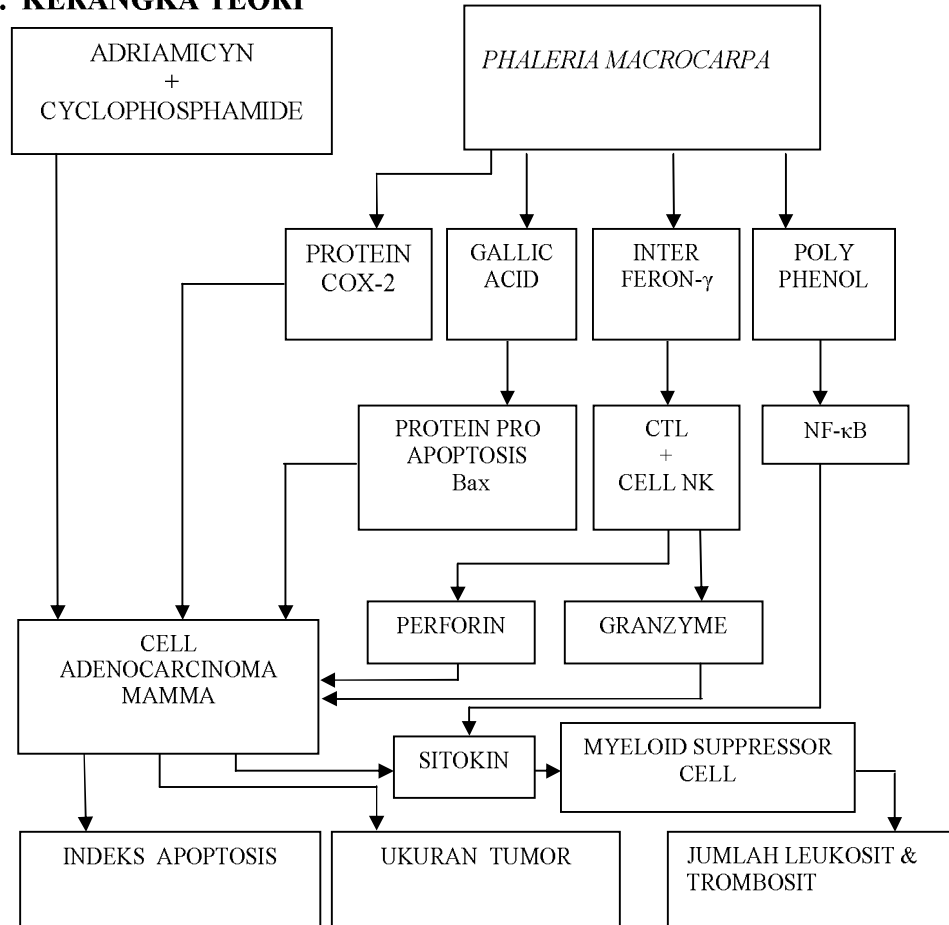 . KERANGKA TEORI
ADRIAMICYN
+
CYCLOPHOSPHAMIDE
PHALERIA MACROCARPA
PROTEIN
COX-2
GALLIC
ACID
INTER
FERON-γ
POLY
PHENOL
PROTEIN PRO
APOPTOSIS
Bax
CTL
+
CELL NK
NF-κB
PERFORIN
GRANZYME
CELL
ADENOCARCINOMA
MAMMA
SITOKIN
MYELOID SUPPRESSOR
CELL
INDEKS APOPTOSIS
UKURAN TUMOR
JUMLAH LEUKOSIT &
TROMBOSIT